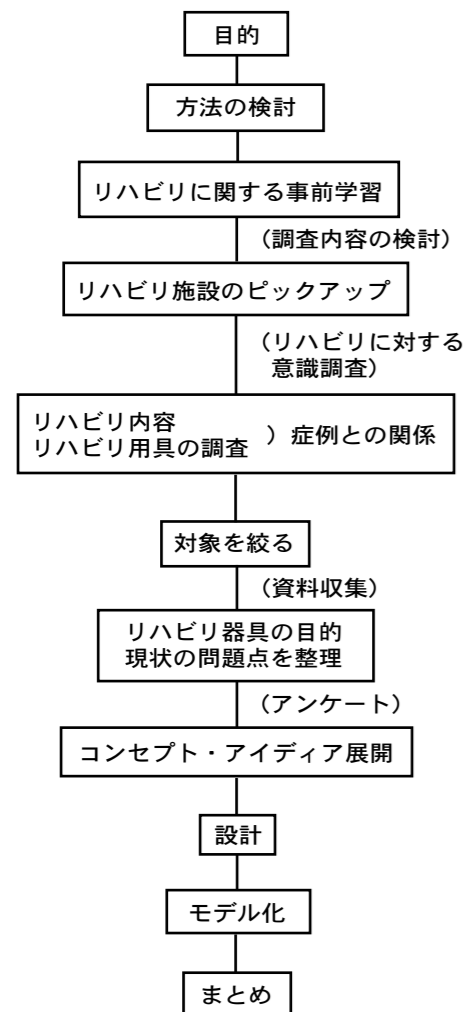 目的
方法の検討
リハビリに関する事前学習
（調査内容の検討）
リハビリ施設のピックアップ
（リハビリに対する
意識調査）
リハビリ内容
リハビリ用具の調査
）症例との関係
対象を絞る
（資料収集）
リハビリ器具の目的
現状の問題点を整理
（アンケート）
コンセプト・アイディア展開
設計
モデル化
まとめ